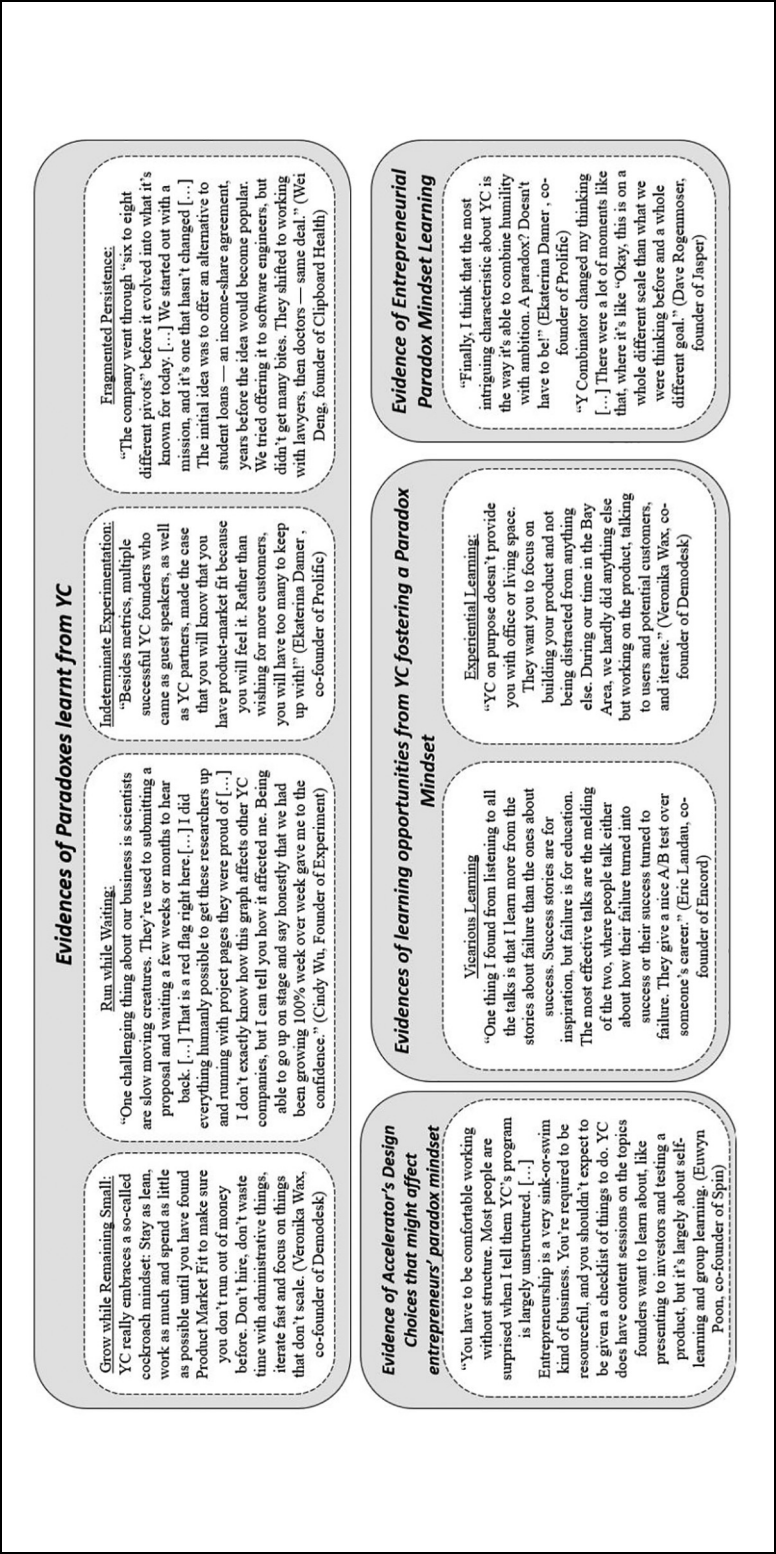 Evidences of Paradoxes learnt from YC
Grow while Remaining Small:
YC really embraces a so-called
cockroach mindset: Stay as lean,
work as much and spend as little
as possible until you have found
Product Market Fit to make sure
you don't run out of money
before. Don't hire, don't waste
time with administrative things,
iterate fast and focus on things
that don't scale. (Veronika Wax,
co-founder of Demodesk)
Run while Waiting:
“One challenging thing about our business is scientists
are slow moving creatures. They're used to submitting a
proposal and waiting a few weeks or months to hear
back. […] That is a red flag right here.[…] I did
everything humanly possible to get these researchers up
and running with project pages they were proud of […]
I don't exactly know how this graph affects other YC
companies, but I can tell you how it affected me. Being
able to go up on stage and say honestly that we had
been growing 100% week over week gave me to the
confidence.” (Cindy Wu, Founder of Experiment)
Indeterminate Experimentation:
“Besides metrics, multiple
successful YC founders who
came as guest speakers, as well
as YC partners, made the case
that you will know that you
have product-market fit because
you will feel it. Rather than
wishing for more customers,
you will have too many to keep
up with!” (Ekaterina Damer ,
co-founder of Prolific)
Fragmented Persistence:
“The company went through “six to eight
different pivots” before it evolved into what it's
known for today. […] We started out with a
mission, and it's one that hasn't changed […]
The initial idea was to offer an alternative to
student loans — an income-share agreement,
years before the idea would become popular.
We tried offering it to software engineers, but
didn't get many bites. They shifted to working
with lawyers, then doctors — same deal.” (Wei
Deng, founder of Clipboard Health)
Evidence of Accelerator's Design
Choices that might affect
entrepreneurs' paradox mindset
“You have to be comfortable working
without structure. Most people are
surprised when I tell them YC's program
is largely unstructured. […]
Entrepreneurship is a very sink-or-swim
kind of business. You're required to be
resourceful, and you shouldn't expect to
be given a checklist of things to do. YC
does have content sessions on the topics
founders want to learn about, like
presenting to investors and testing a
product, but it's largely about self-
learning and group learning. (Euwyn
Poon, co-founder of Spin)
Evidences of learning opportunities from YC fostering a Paradox
Mindset
Vicarious Learning
“One thing I found from listening to all
the talks is that I learn more from the
stories about failure than the ones about
success. Success stories are for
inspiration, but failure is for education.
The most effective talks are the melding
of the two, where people talk either
about how their failure turned into
success or their success turned to
failure. They give a nice A/B test over
someone's career.” (Eric Landau, co-
founder of Encord)
Experiential Learning:
“YC on purpose doesn't provide
you with office or living space.
They want you to focus on
building your product and not
being distracted from anything
else. During our time in the Bay
Area, we hardly did anything else
but working on the product, talking
to users and potential customers,
and iterate.” (Veronika Wax, co-
founder of Demodesk)
Evidence of Entrepreneurial
Paradox Mindset Learning
“Finally, I think that the most
intriguing characteristic about YC is
the way it's able to combine humility
with ambition. A paradox? Doesn't
have to be!” (Ekaterina Damer , co-
founder of Prolific)
“Y Combinator changed my thinking
[…] There were a lot of moments like
that, where it's like “Okay, this is on a
whole different scale than what we
were thinking before and a whole
different goal.” (Dave Rogenmoser,
founder of Jasper)